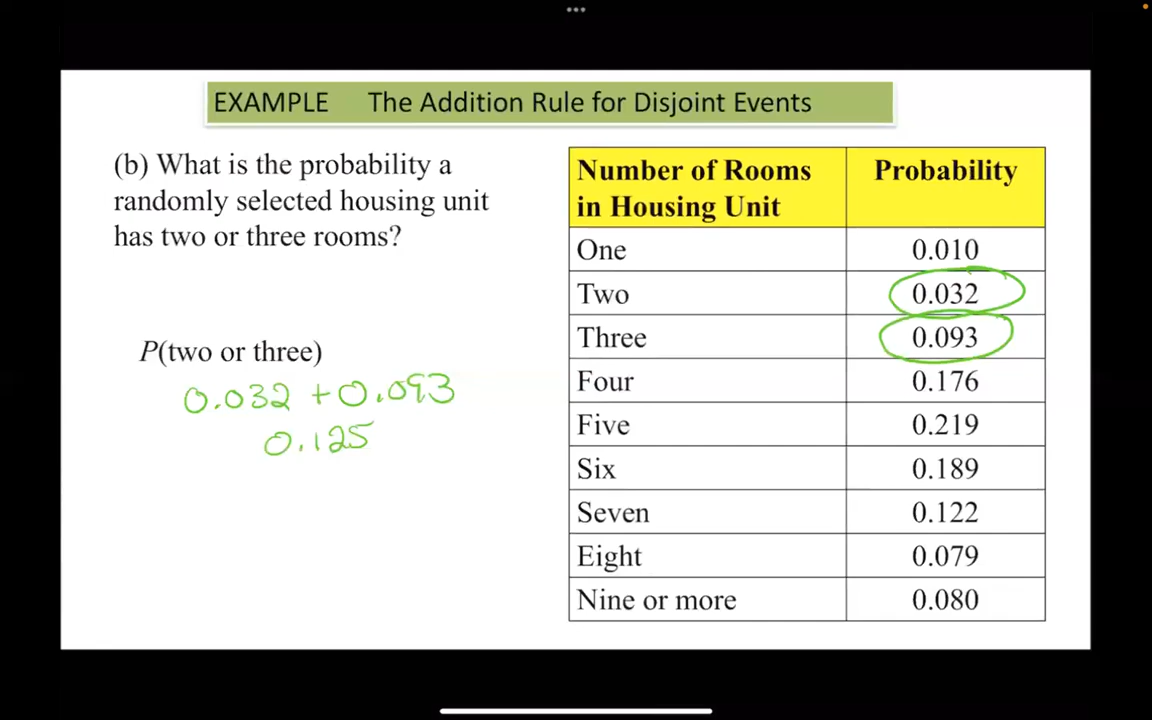 EXAMPLE The Addition Rule for Disjoint Events
(b) What is the probability a
randomly selected housing unit
has two or three rooms?
P(two or three)
0.032 + 0.093
0.125
Number of Rooms in Housing Unit Probability
One 0.010
Two 0.032
Three 0.093
Four 0.176
Five 0.219
Six 0.189
Seven 0.122
Eight 0.079
Nine or more 0.080